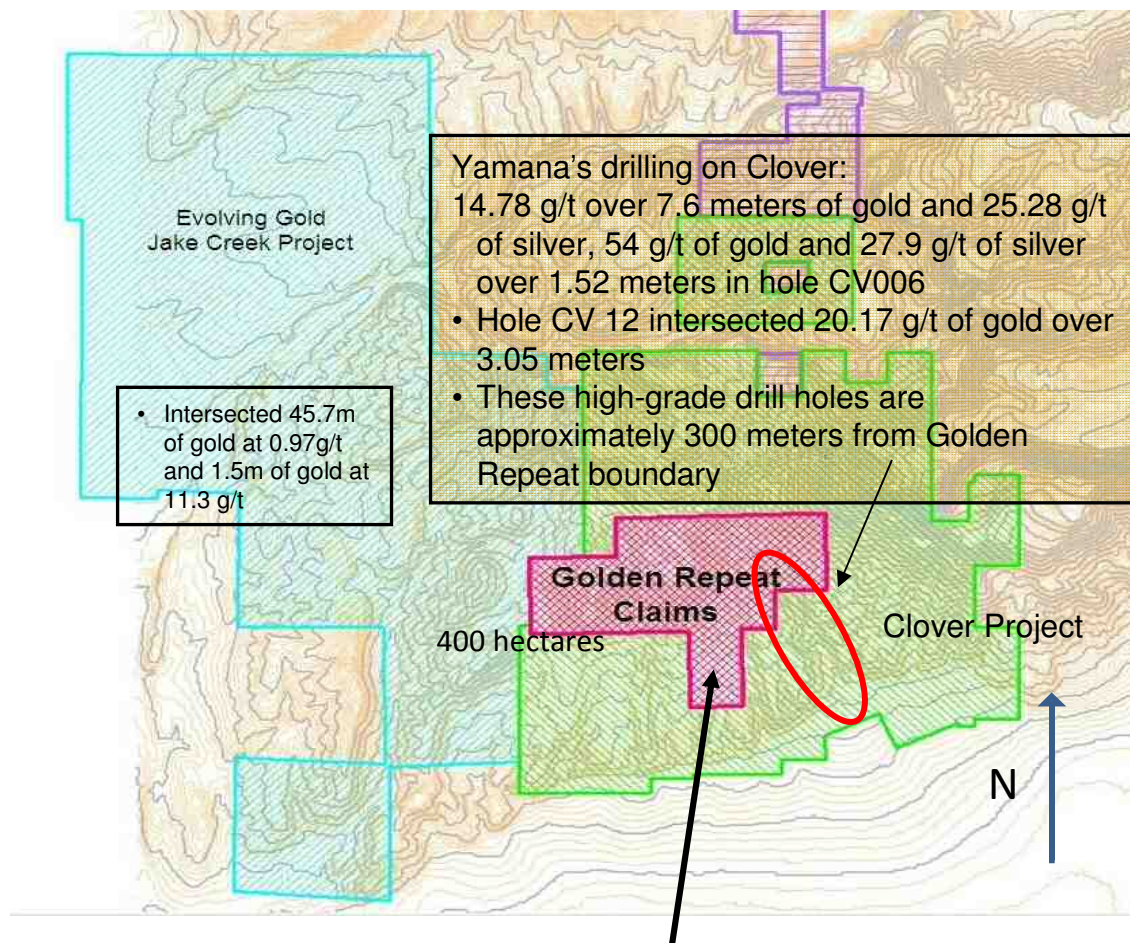 Evolving Gold
Jake Creek Project
Yamana's drilling on Clover:
14.78 g/t over 7.6 meters of gold and 25.28 g/t
of silver, 54 g/t of gold and 27.9 g/t of silver
over 1.52 meters in hole CV006
• Hole CV 12 intersected 20.17 g/t of gold over
3.05 meters
• These high-grade drill holes are
approximately 300 meters from Golden
Repeat boundary
• Intersected 45.7m
of gold at 0.97g/t
and 1.5m of gold at
11.3 g/t
Golden Repeat
Claims
400 hectares
Clover Project
N